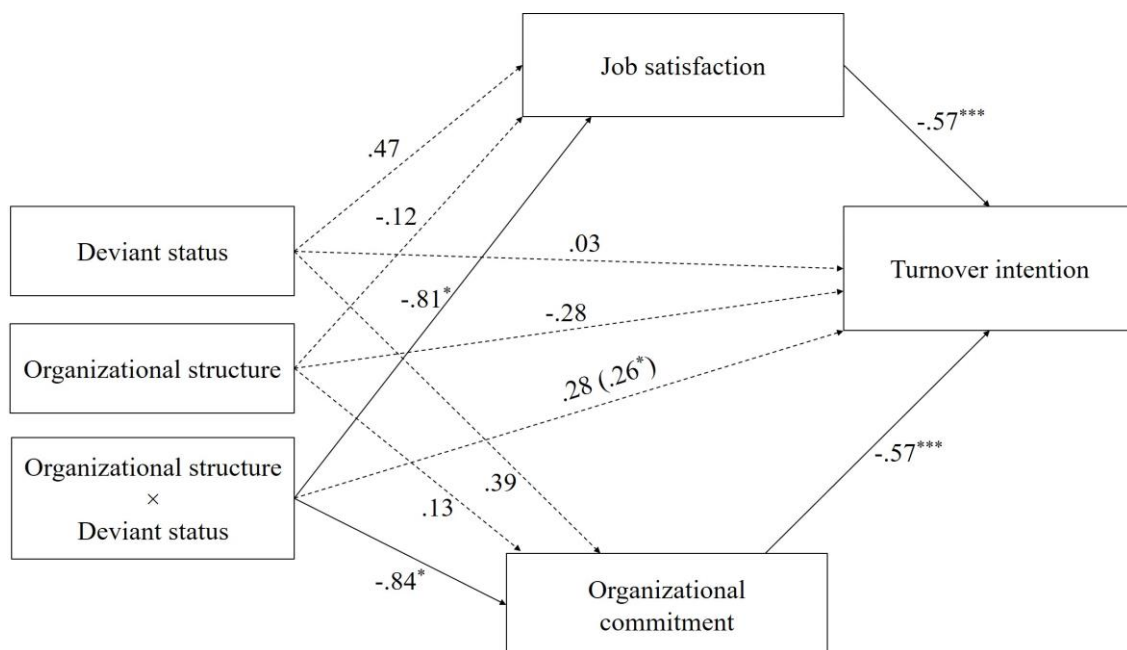 Job satisfaction
-.57***
.47
-.12
Deviant status
.03
Turnover intention
-.81*
-.28
Organizational structure
.28 (.26*)
Organizational structure
×
Deviant status
.39
.13
-.57***
-.84*
Organizational
commitment